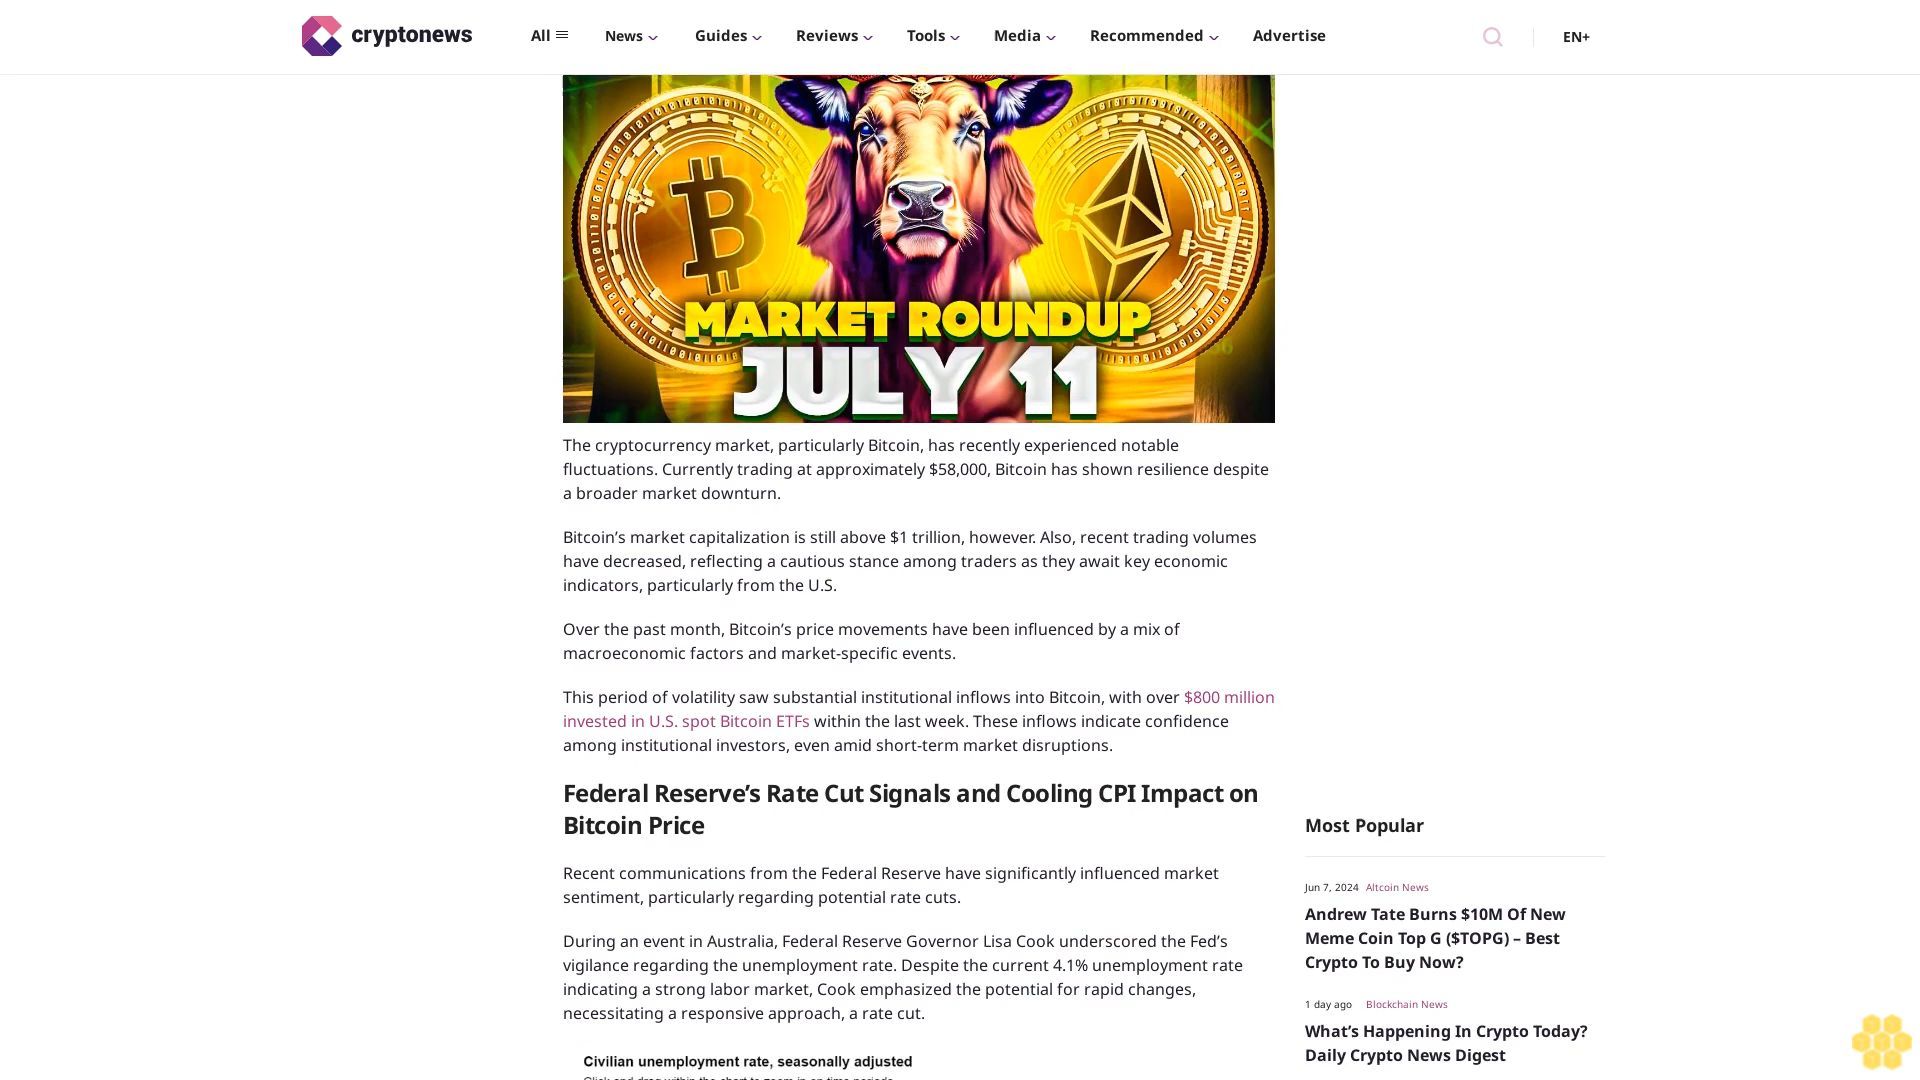 cryptonews
All
News
Guides
Reviews
Tools
Media
Recommended
Advertise
EN+
MARKET ROUNDUP
JULY 11
The cryptocurrency market, particularly Bitcoin, has recently experienced notable
fluctuations. Currently trading at approximately $58,000, Bitcoin has shown resilience despite
a broader market downturn.
Bitcoin’s market capitalization is still above $1 trillion, however. Also, recent trading volumes
have decreased, reflecting a cautious stance among traders as they await key economic
indicators, particularly from the U.S.
Over the past month, Bitcoin’s price movements have been influenced by a mix of
macroeconomic factors and market-specific events.
This period of volatility saw substantial institutional inflows into Bitcoin, with over $800 million
invested in U.S. spot Bitcoin ETFs within the last week. These inflows indicate confidence
among institutional investors, even amid short-term market disruptions.
Federal Reserve’s Rate Cut Signals and Cooling CPI Impact on
Bitcoin Price
Recent communications from the Federal Reserve have significantly influenced market
sentiment, particularly regarding potential rate cuts.
During an event in Australia, Federal Reserve Governor Lisa Cook underscored the Fed’s
vigilance regarding the unemployment rate. Despite the current 4.1% unemployment rate
indicating a strong labor market, Cook emphasized the potential for rapid changes,
necessitating a responsive approach, a rate cut.
Civilian unemployment rate, seasonally adjusted
Most Popular
Jun 7, 2024 Altcoin News
Andrew Tate Burns $10M Of New
Meme Coin Top G ($TOPG) – Best
Crypto To Buy Now?
1 day ago Blockchain News
What’s Happening In Crypto Today?
Daily Crypto News Digest